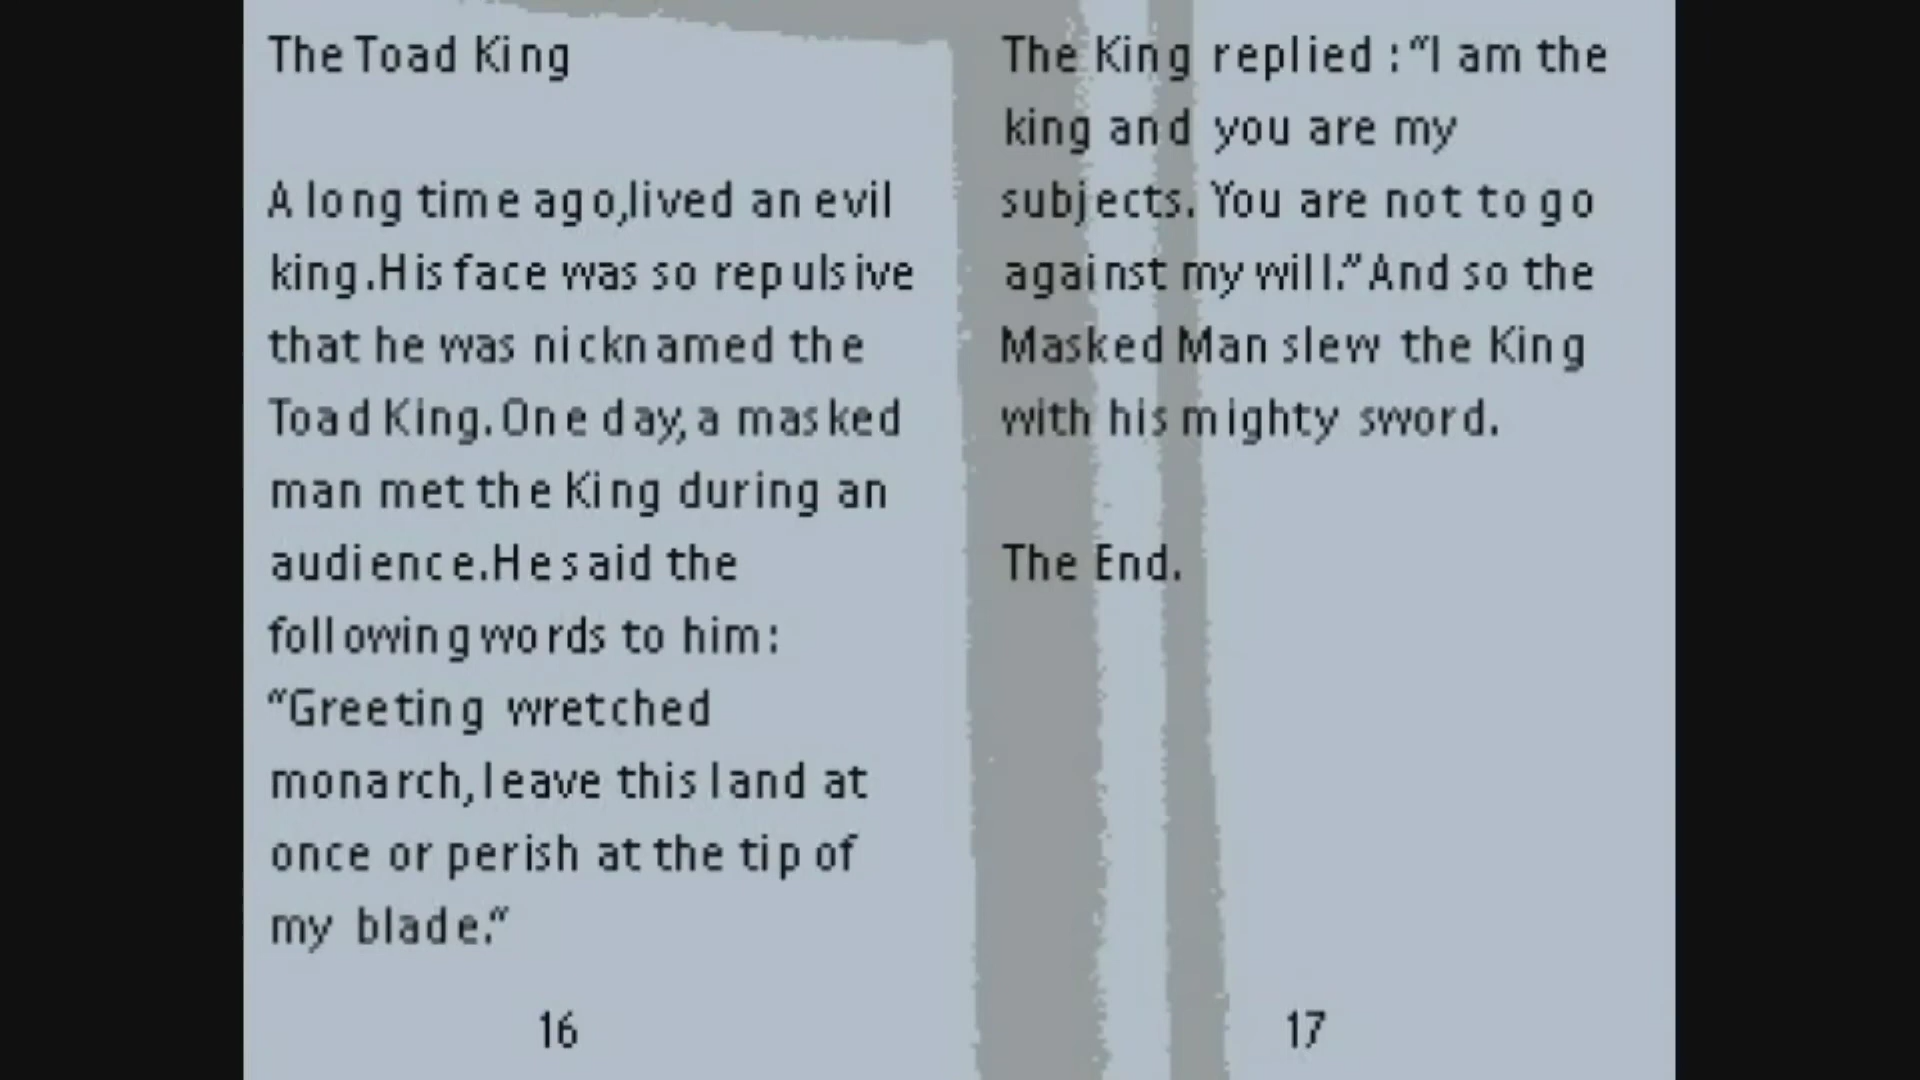 The Toad King
A long time ago,lived an evil
king.His face was so repulsive
that he was nicknamed the
Toad King.One day,a masked
man met the King during an
audience.He said the
following words to him:
“Greeting wretched
monarch,leave this land at
once or perish at the tip of
my blade.“
16
The King replied :“I am the
king and you are my
subjects. You are not to go
against my will.”And so the
Masked Man slew the King
with his mighty sword.
The End.
17